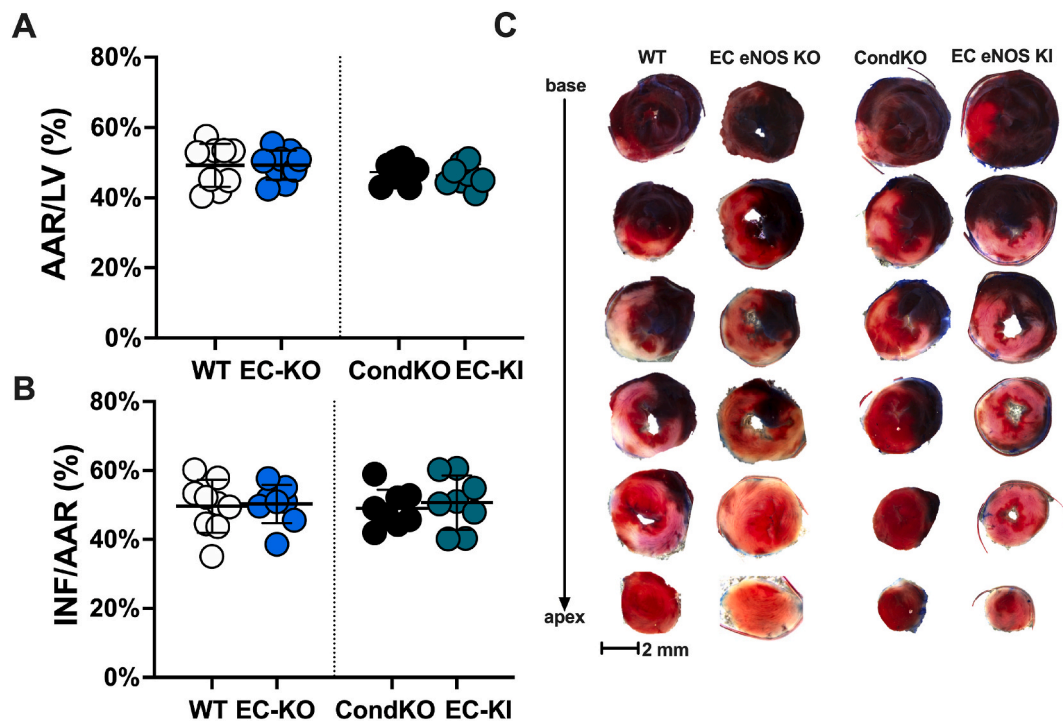 A
AAR/LV (%)
80%
60%
40%
20%
0%
WT EC-KO CondKO EC-KI
B
INF/AAR (%)
80%
60%
40%
20%
0%
WT EC-KO CondKO EC-KI
C
WT EC eNOS KO CondKO EC eNOS KI
base
apex
2 mm